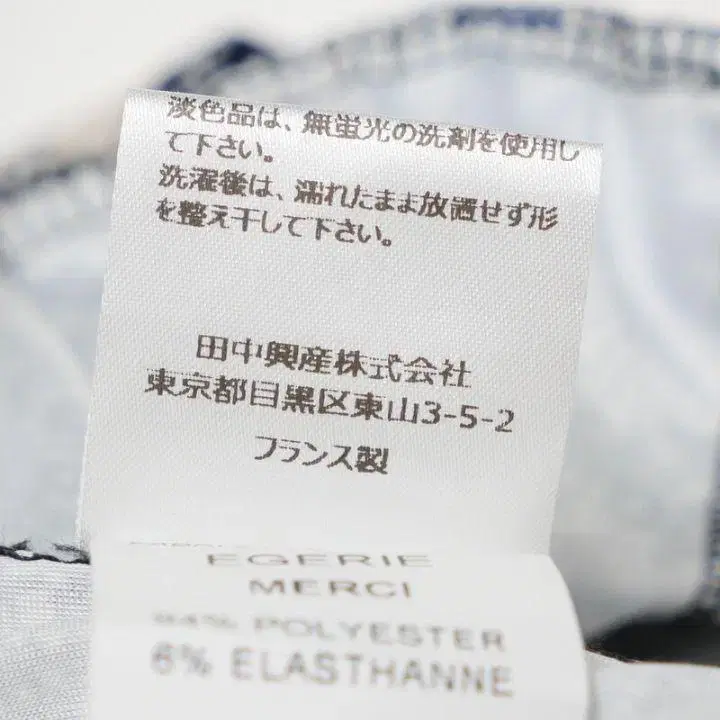 淡色品は、無蛍光の洗剤を使用し
て下さい。
洗濯後は、濡れたまま放置せず形
を整え干して下さい。
田中興産株式会社
東京都目黒区東山3-5-2
フランス製
EGERIE
MERCI
94% POLYESTER
6% ELASTHANNE